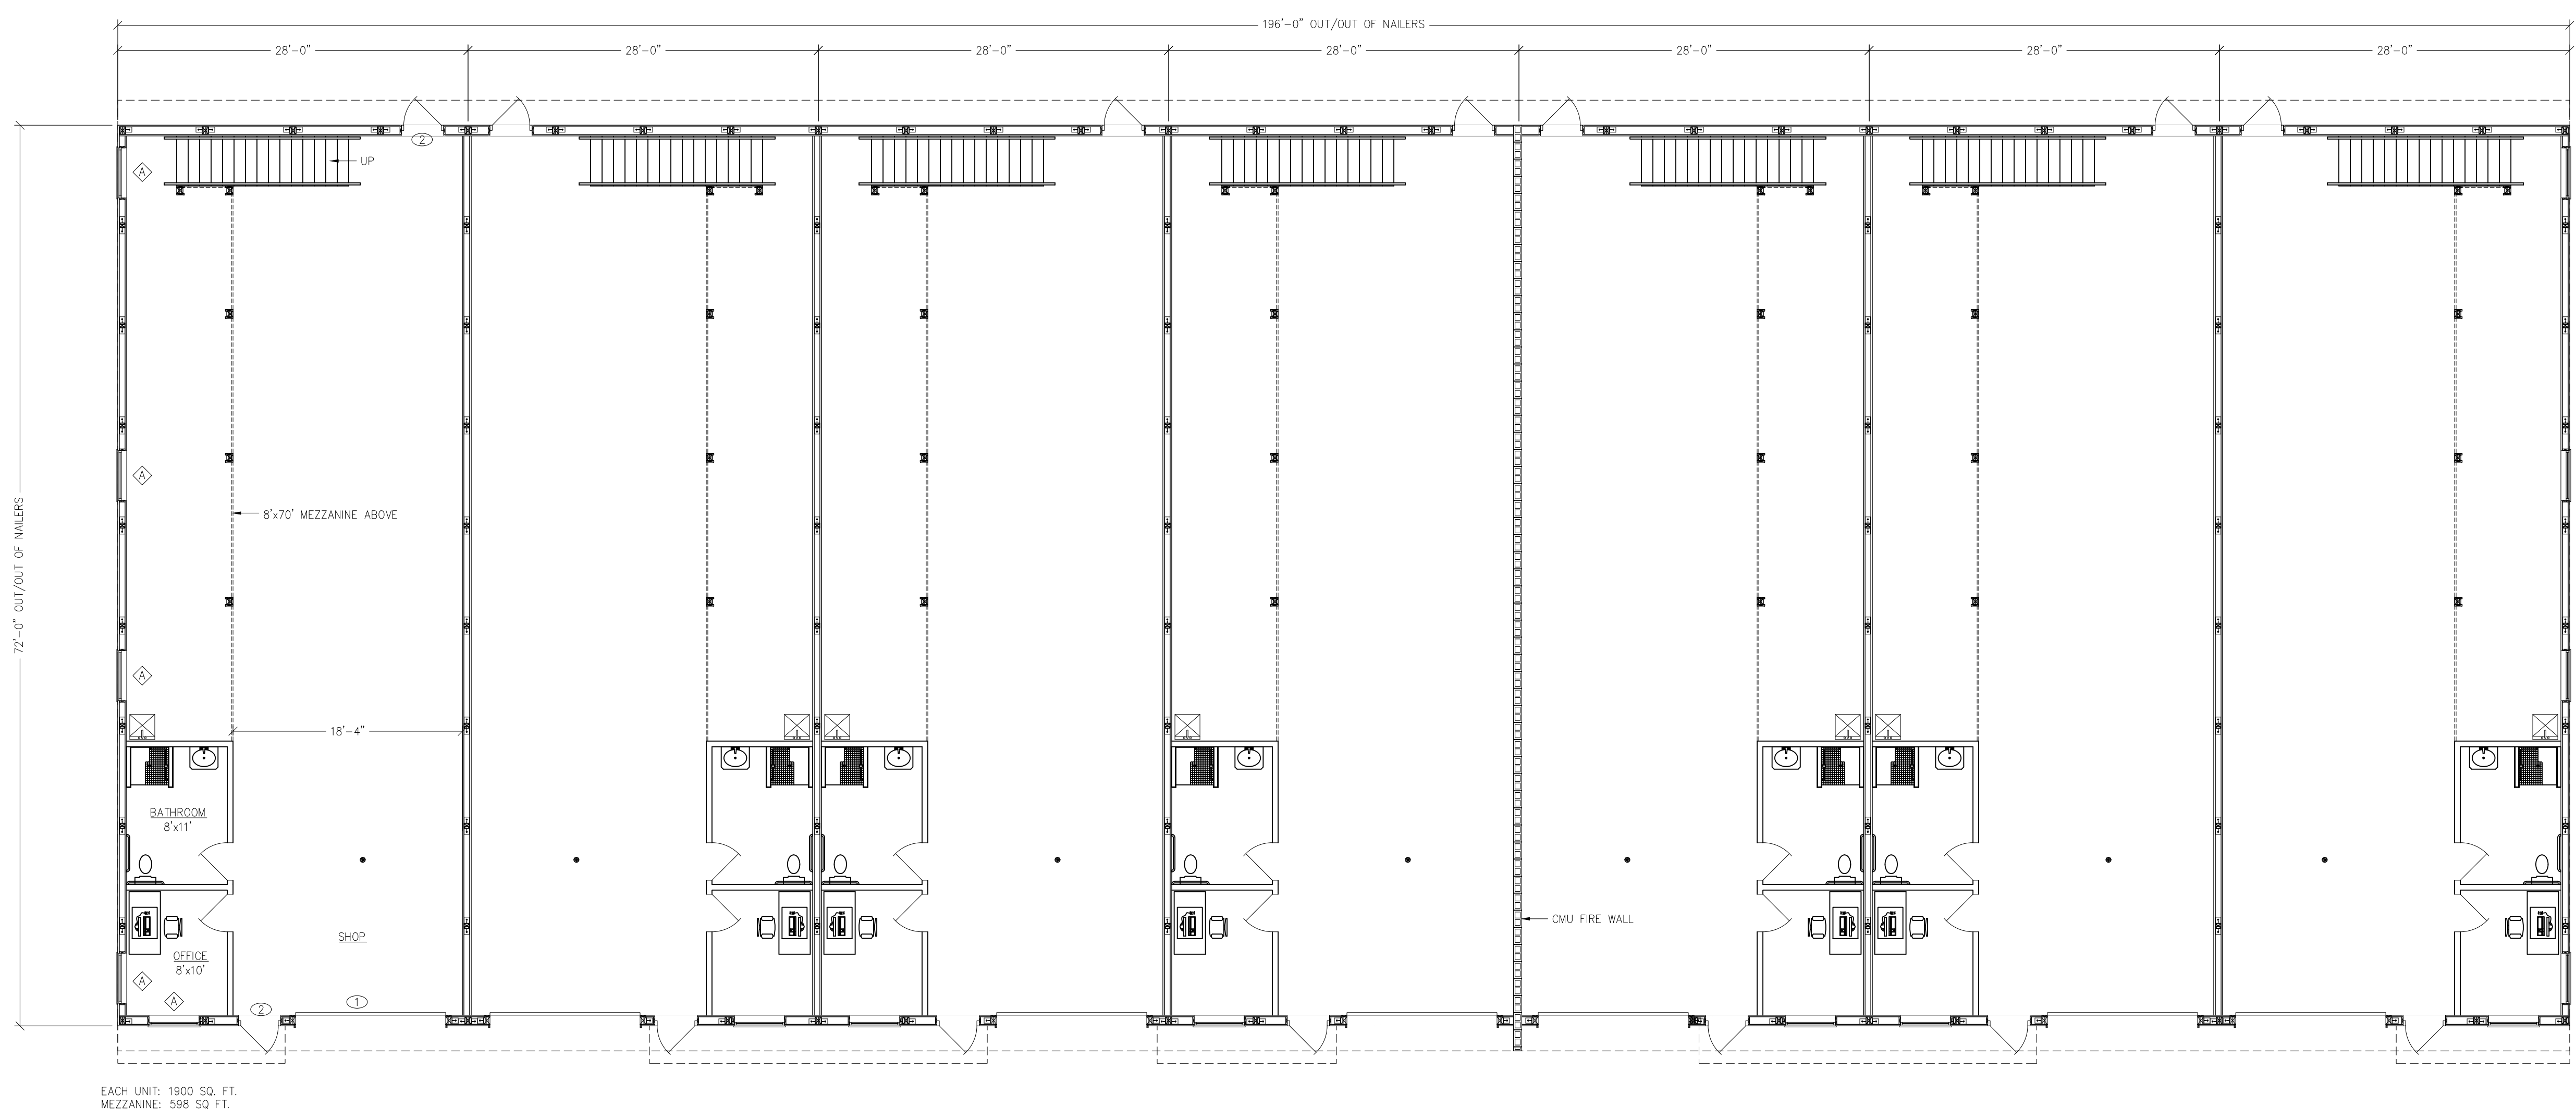 196'-0" OUT/OUT OF NAILERS
28'-0" 28'-0" 28'-0" 28'-0" 28'-0" 28'-0" 28'-0"
2
UP
A
A
8'x70' MEZZANINE ABOVE
72'-0" OUT/OUT OF NAILERS
A
18'-4"
BATHROOM
8'x11'
CMU FIRE WALL
SHOP
OFFICE
8'x10'
A
A
2
1
EACH UNIT: 1900 SQ. FT.
MEZZANINE: 598 SQ FT.